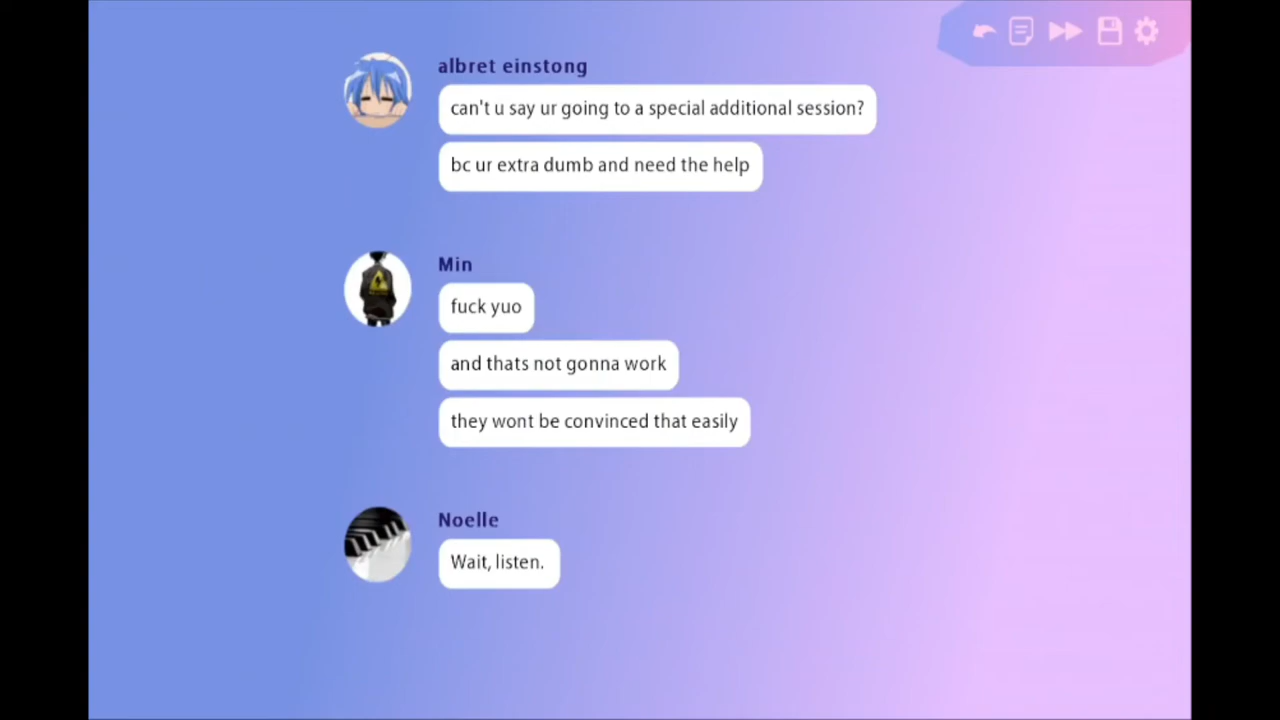 albret einstong
can't u say ur going to a special additional session?
bc ur extra dumb and need the help
Min
fuck yuo
and thats not gonna work
they wont be convinced that easily
Noelle
Wait, listen.